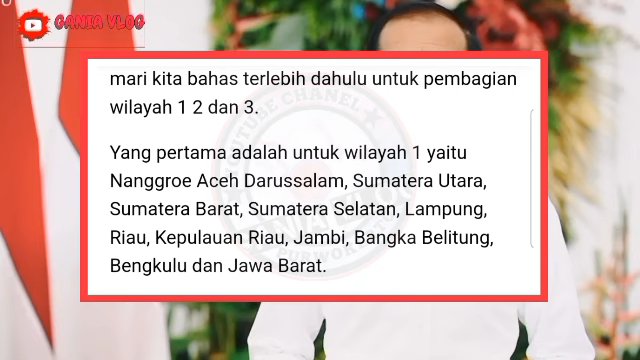 GANIA VLOG
mari kita bahas terlebih dahulu untuk pembagian
wilayah 1 2 dan 3.
Yang pertama adalah untuk wilayah 1 yaitu
Nanggroe Aceh Darussalam, Sumatera Utara,
Sumatera Barat, Sumatera Selatan, Lampung,
Riau, Kepulauan Riau, Jambi, Bangka Belitung,
Bengkulu dan Jawa Barat.